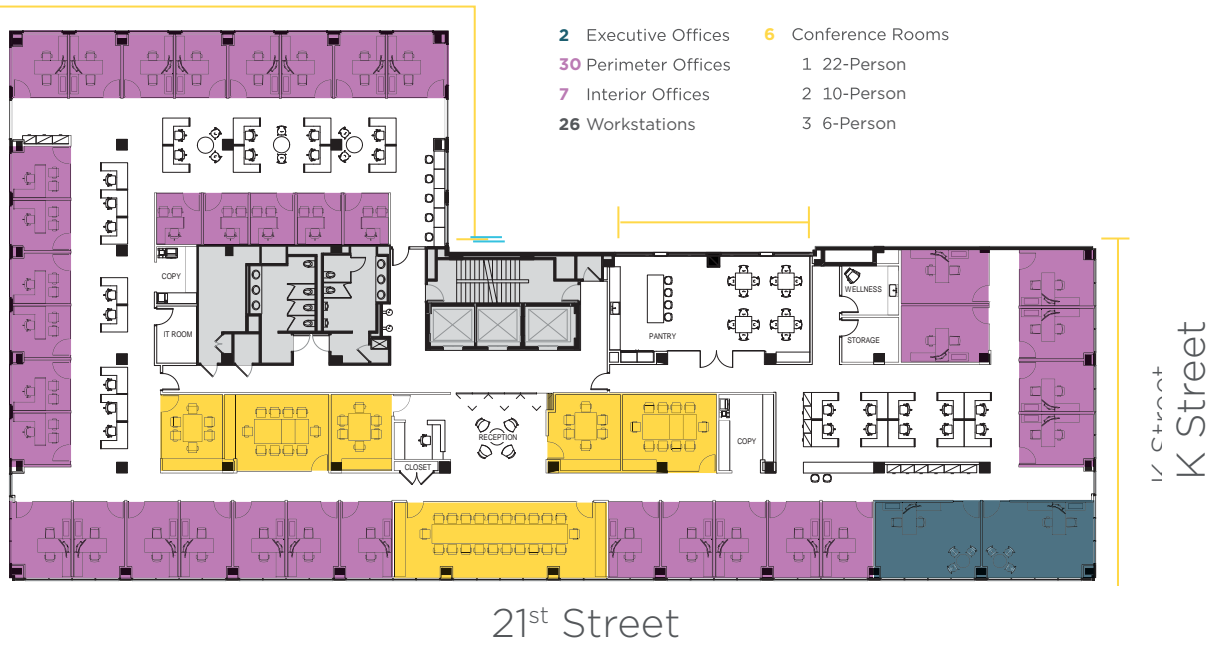 2 Executive Offices
30 Perimeter Offices
7 Interior Offices
26 Workstations
6 Conference Rooms
1 22-Person
2 10-Person
3 6-Person
COPY
IT ROOM
PANTRY
WELLNESS
STORAGE
RECEPTION
CLOSET
COPY
K Street
K Street
21st Street